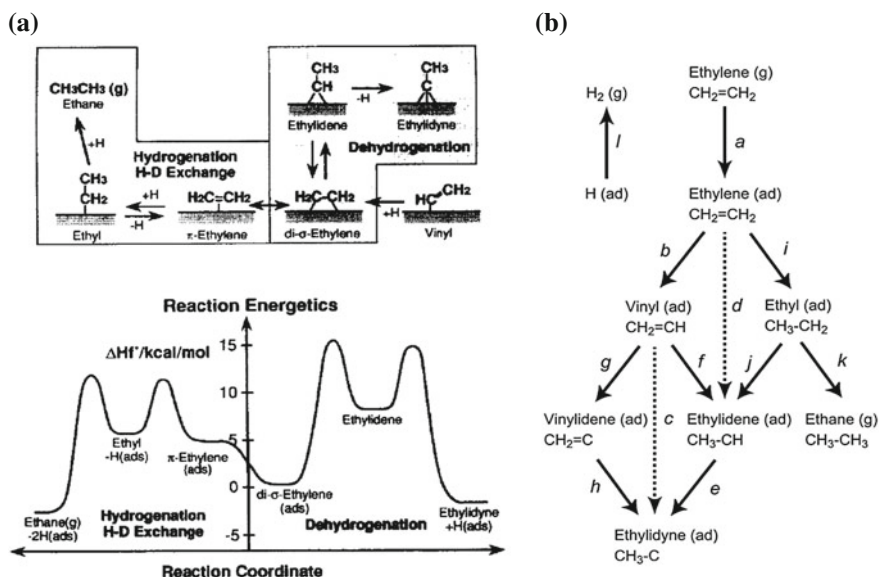 (a)
CH3CH3 (g)
Ethane
+H
CH3
CH2
Ethyl
Hydrogenation
H-D Exchange
+H
-H
H2C=CH2
π-Ethylene
CH3
CH
Ethylidene
-H
CH3
C
Ethylidyne
Dehydrogenation
H2C-CH2
di-σ-Ethylene
+H
CH2
HC
Vinyl
Reaction Energetics
ΔHf°/kcal/mol
15
10
5
0
-5
Ethyl
-H(ads)
π-Ethylene
(ads)
Ethylidene
di-σ-Ethylene
(ads)
Ethane(g)
-2H(ads)
Hydrogenation
H-D Exchange
Dehydrogenation
Ethylidyne
+H(ads)
Reaction Coordinate
(b)
H2 (g)
l
H (ad)
Ethylene (g)
CH2=CH2
a
Ethylene (ad)
CH2=CH2
b
d
i
Vinyl (ad)
CH2=CH
Ethyl (ad)
CH3-CH2
g
f
j
k
c
Vinylidene (ad)
CH2=C
Ethylidene (ad)
CH3-CH
Ethane (g)
CH3-CH3
h
e
Ethylidyne (ad)
CH3-C